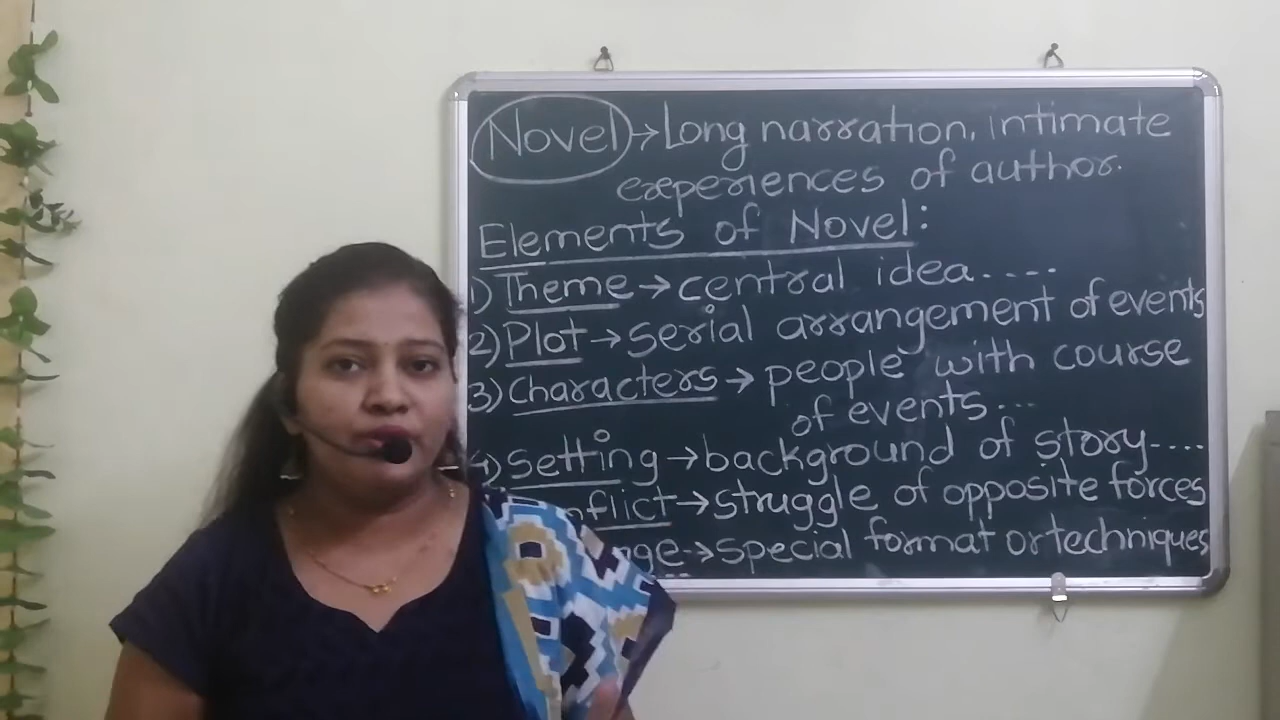 Novel → Long narration, intimate
experiences of author.
Elements of Novel:
1) Theme → central idea.....
2) Plot → serial arrangement of events
3) Characters → people with course
of events...
4) Setting → background of story....
→ struggle of opposite forces
→ special format or techniques